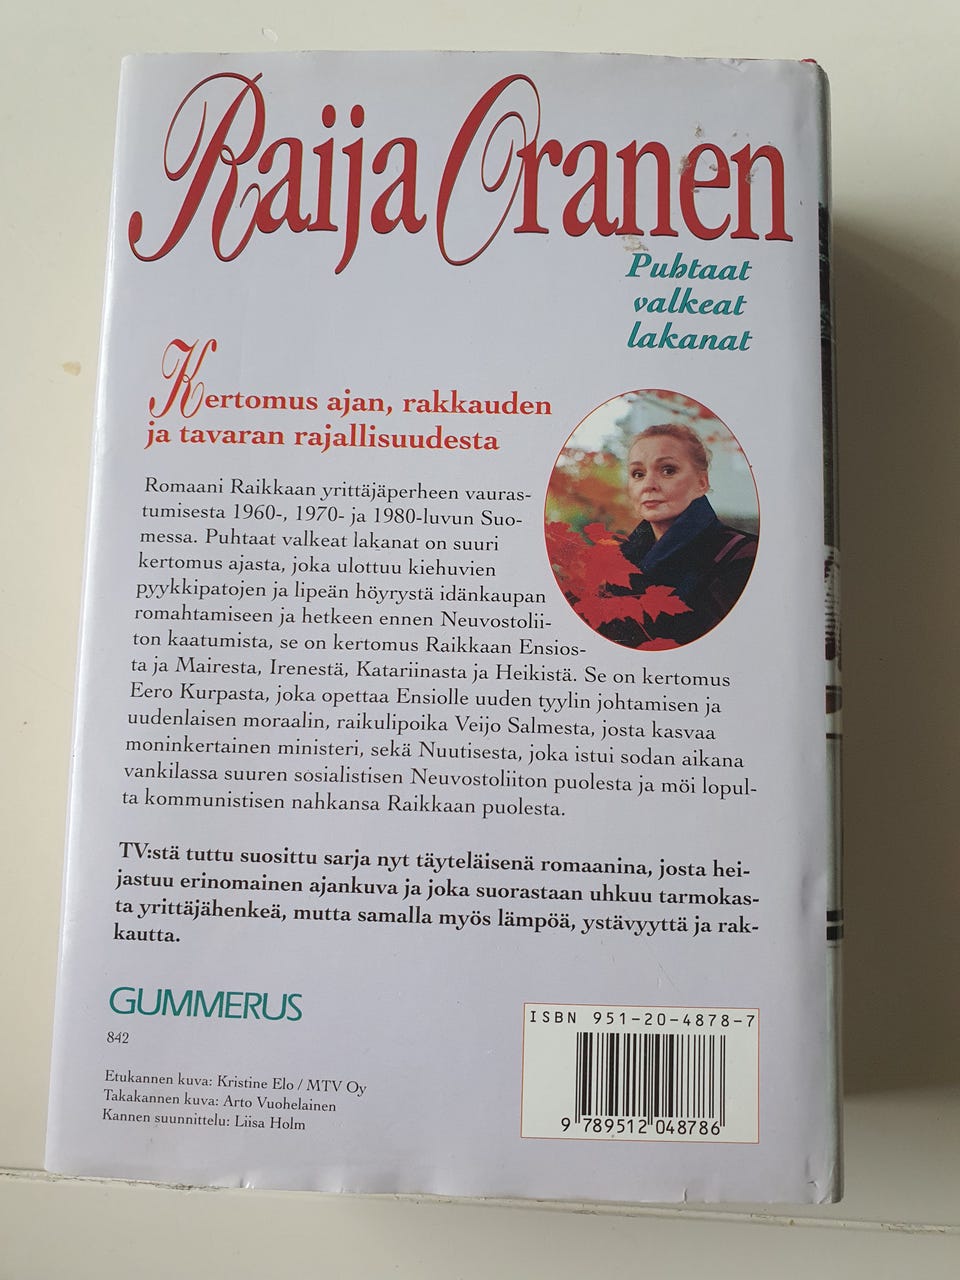 Raija Oranen
Puhtaat
valkeat
lakanat
Kertomus ajan, rakkauden
ja tavaran rajallisuudesta
Romaani Raikkaan yrittäjäperheen vauras-
tumisesta 1960-, 1970- ja 1980-luvun Suo-
messa. Puhtaat valkeat lakanat on suuri
kertomus ajasta, joka ulottuu kiehuvien
pyykkipatojen ja lipeän höyrystä idänkaupan
romahtamiseen ja hetkeen ennen Neuvostolii-
ton kaatumista, se on kertomus Raikkaan Ensios-
ta ja Mairesta, Irenestä, Katariinasta ja Heikistä. Se on kertomus
Eero Kurpasta, joka opettaa Ensiolle uuden tyylin johtamisen ja
uudenlaisen moraalin, raikulipoika Veijo Salmesta, josta kasvaa
moninkertainen ministeri, sekä Nuutisesta, joka istui sodan aikana
vankilassa suuren sosialistisen Neuvostoliiton puolesta ja möi lopul-
ta kommunistisen nahkansa Raikkaan puolesta.
TV:stä tuttu suosittu sarja nyt täyteläisenä romaanina, josta hei-
jastuu erinomainen ajankuva ja joka suorastaan uhkuu tarmokas-
ta yrittäjähenkeä, mutta samalla myös lämpöä, ystävyyttä ja rak-
kautta.
GUMMERUS
842
Etukannen kuva: Kristine Elo / MTV Oy
Takakannen kuva: Arto Vuohelainen
Kannen suunnittelu: Liisa Holm
ISBN 951-20-4878-7
9 789512 048786